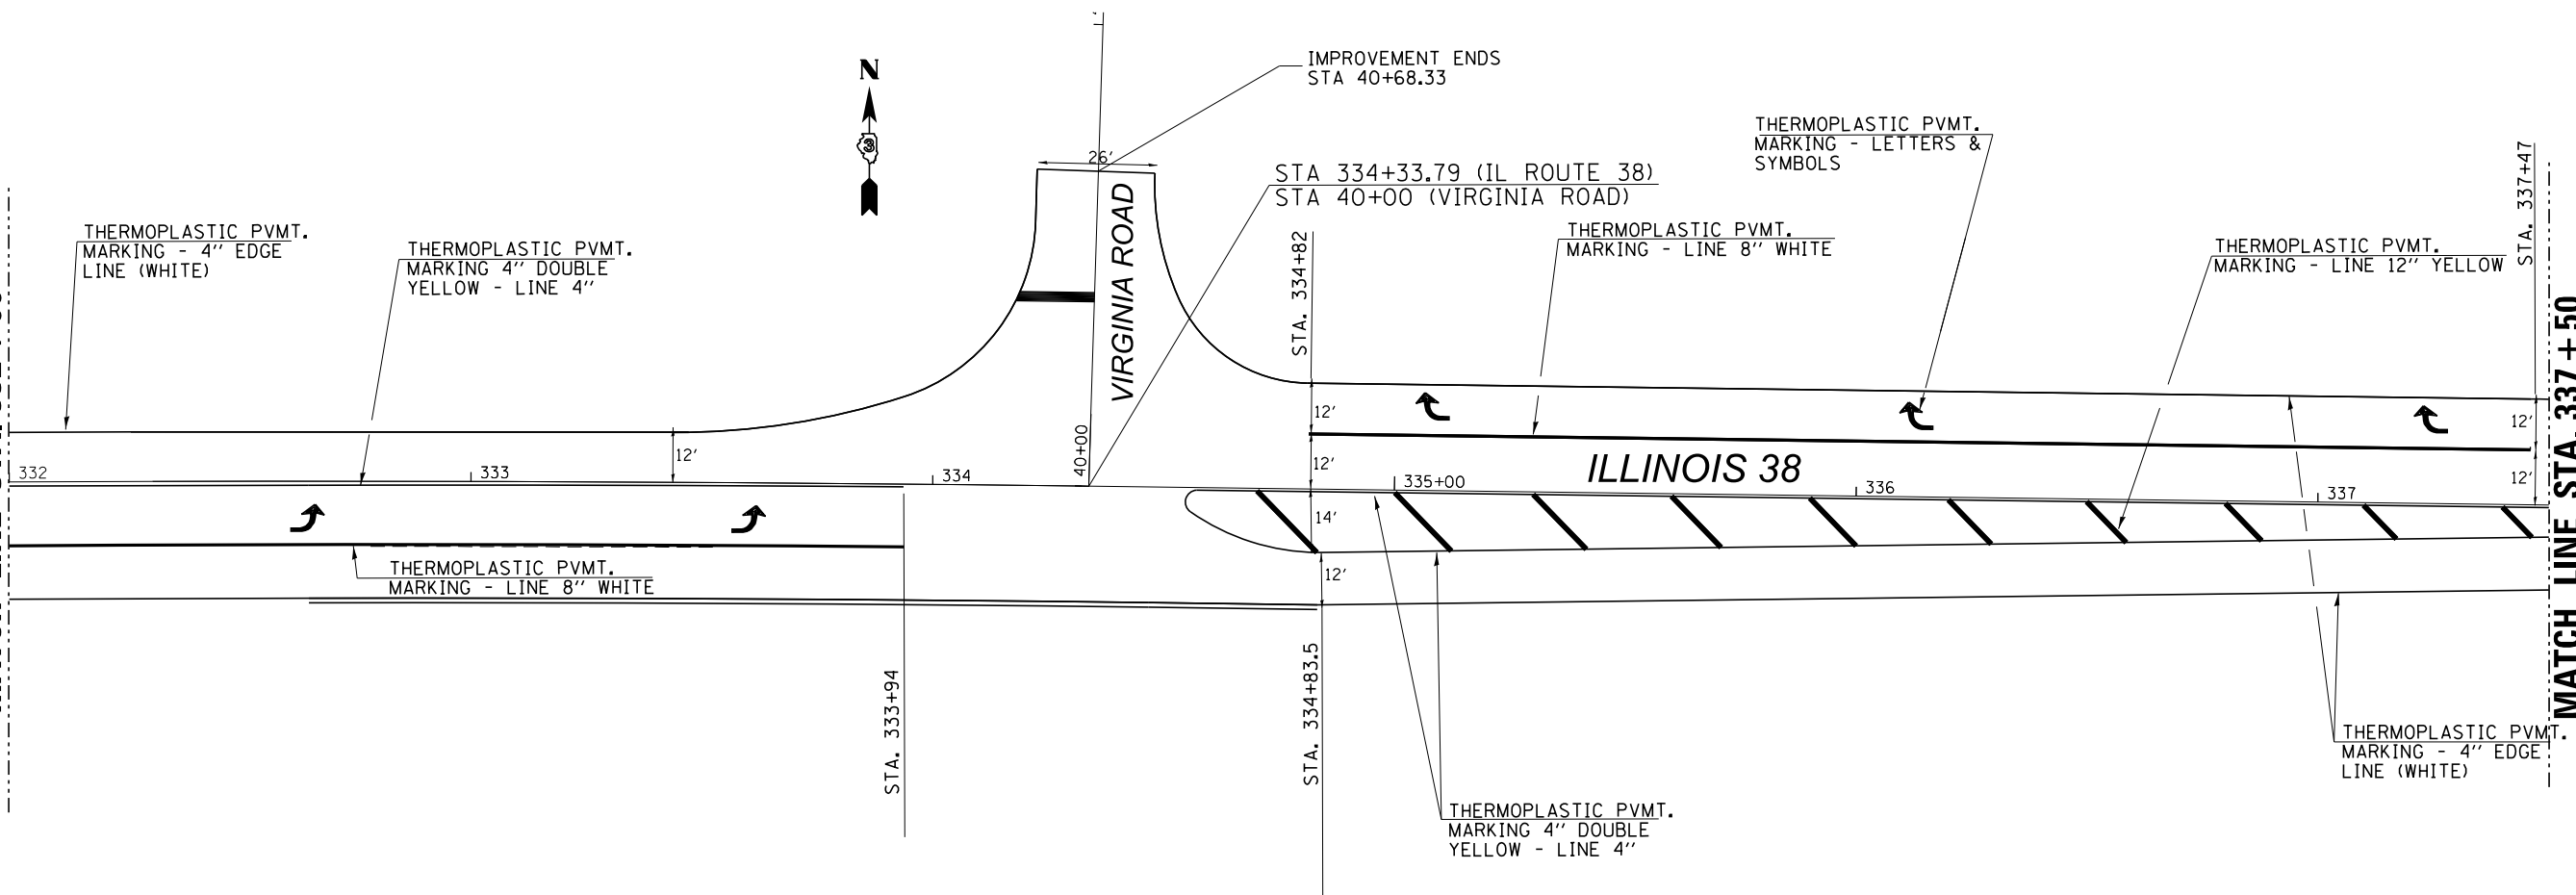 N
3
IMPROVEMENT ENDS
STA 40+68.33
26'
STA 334+33.79 (IL ROUTE 38)
STA 40+00 (VIRGINIA ROAD)
THERMOPLASTIC PVMT.
MARKING - LETTERS &
SYMBOLS
STA. 337+47
THERMOPLASTIC PVMT.
MARKING - 4" EDGE
LINE (WHITE)
THERMOPLASTIC PVMT.
MARKING 4" DOUBLE
YELLOW - LINE 4"
VIRGINIA ROAD
STA. 334+82
THERMOPLASTIC PVMT.
MARKING - LINE 8" WHITE
THERMOPLASTIC PVMT.
MARKING - LINE 12" YELLOW
MATCH LINE STA. 337+50
12'
12'
12'
12'
12'
40+00
ILLINOIS 38
332
333
334
335+00
336
337
14'
12'
THERMOPLASTIC PVMT.
MARKING - LINE 8" WHITE
STA. 333+94
STA. 334+83.5
THERMOPLASTIC PVMT.
MARKING - 4" EDGE
LINE (WHITE)
THERMOPLASTIC PVMT.
MARKING 4" DOUBLE
YELLOW - LINE 4"